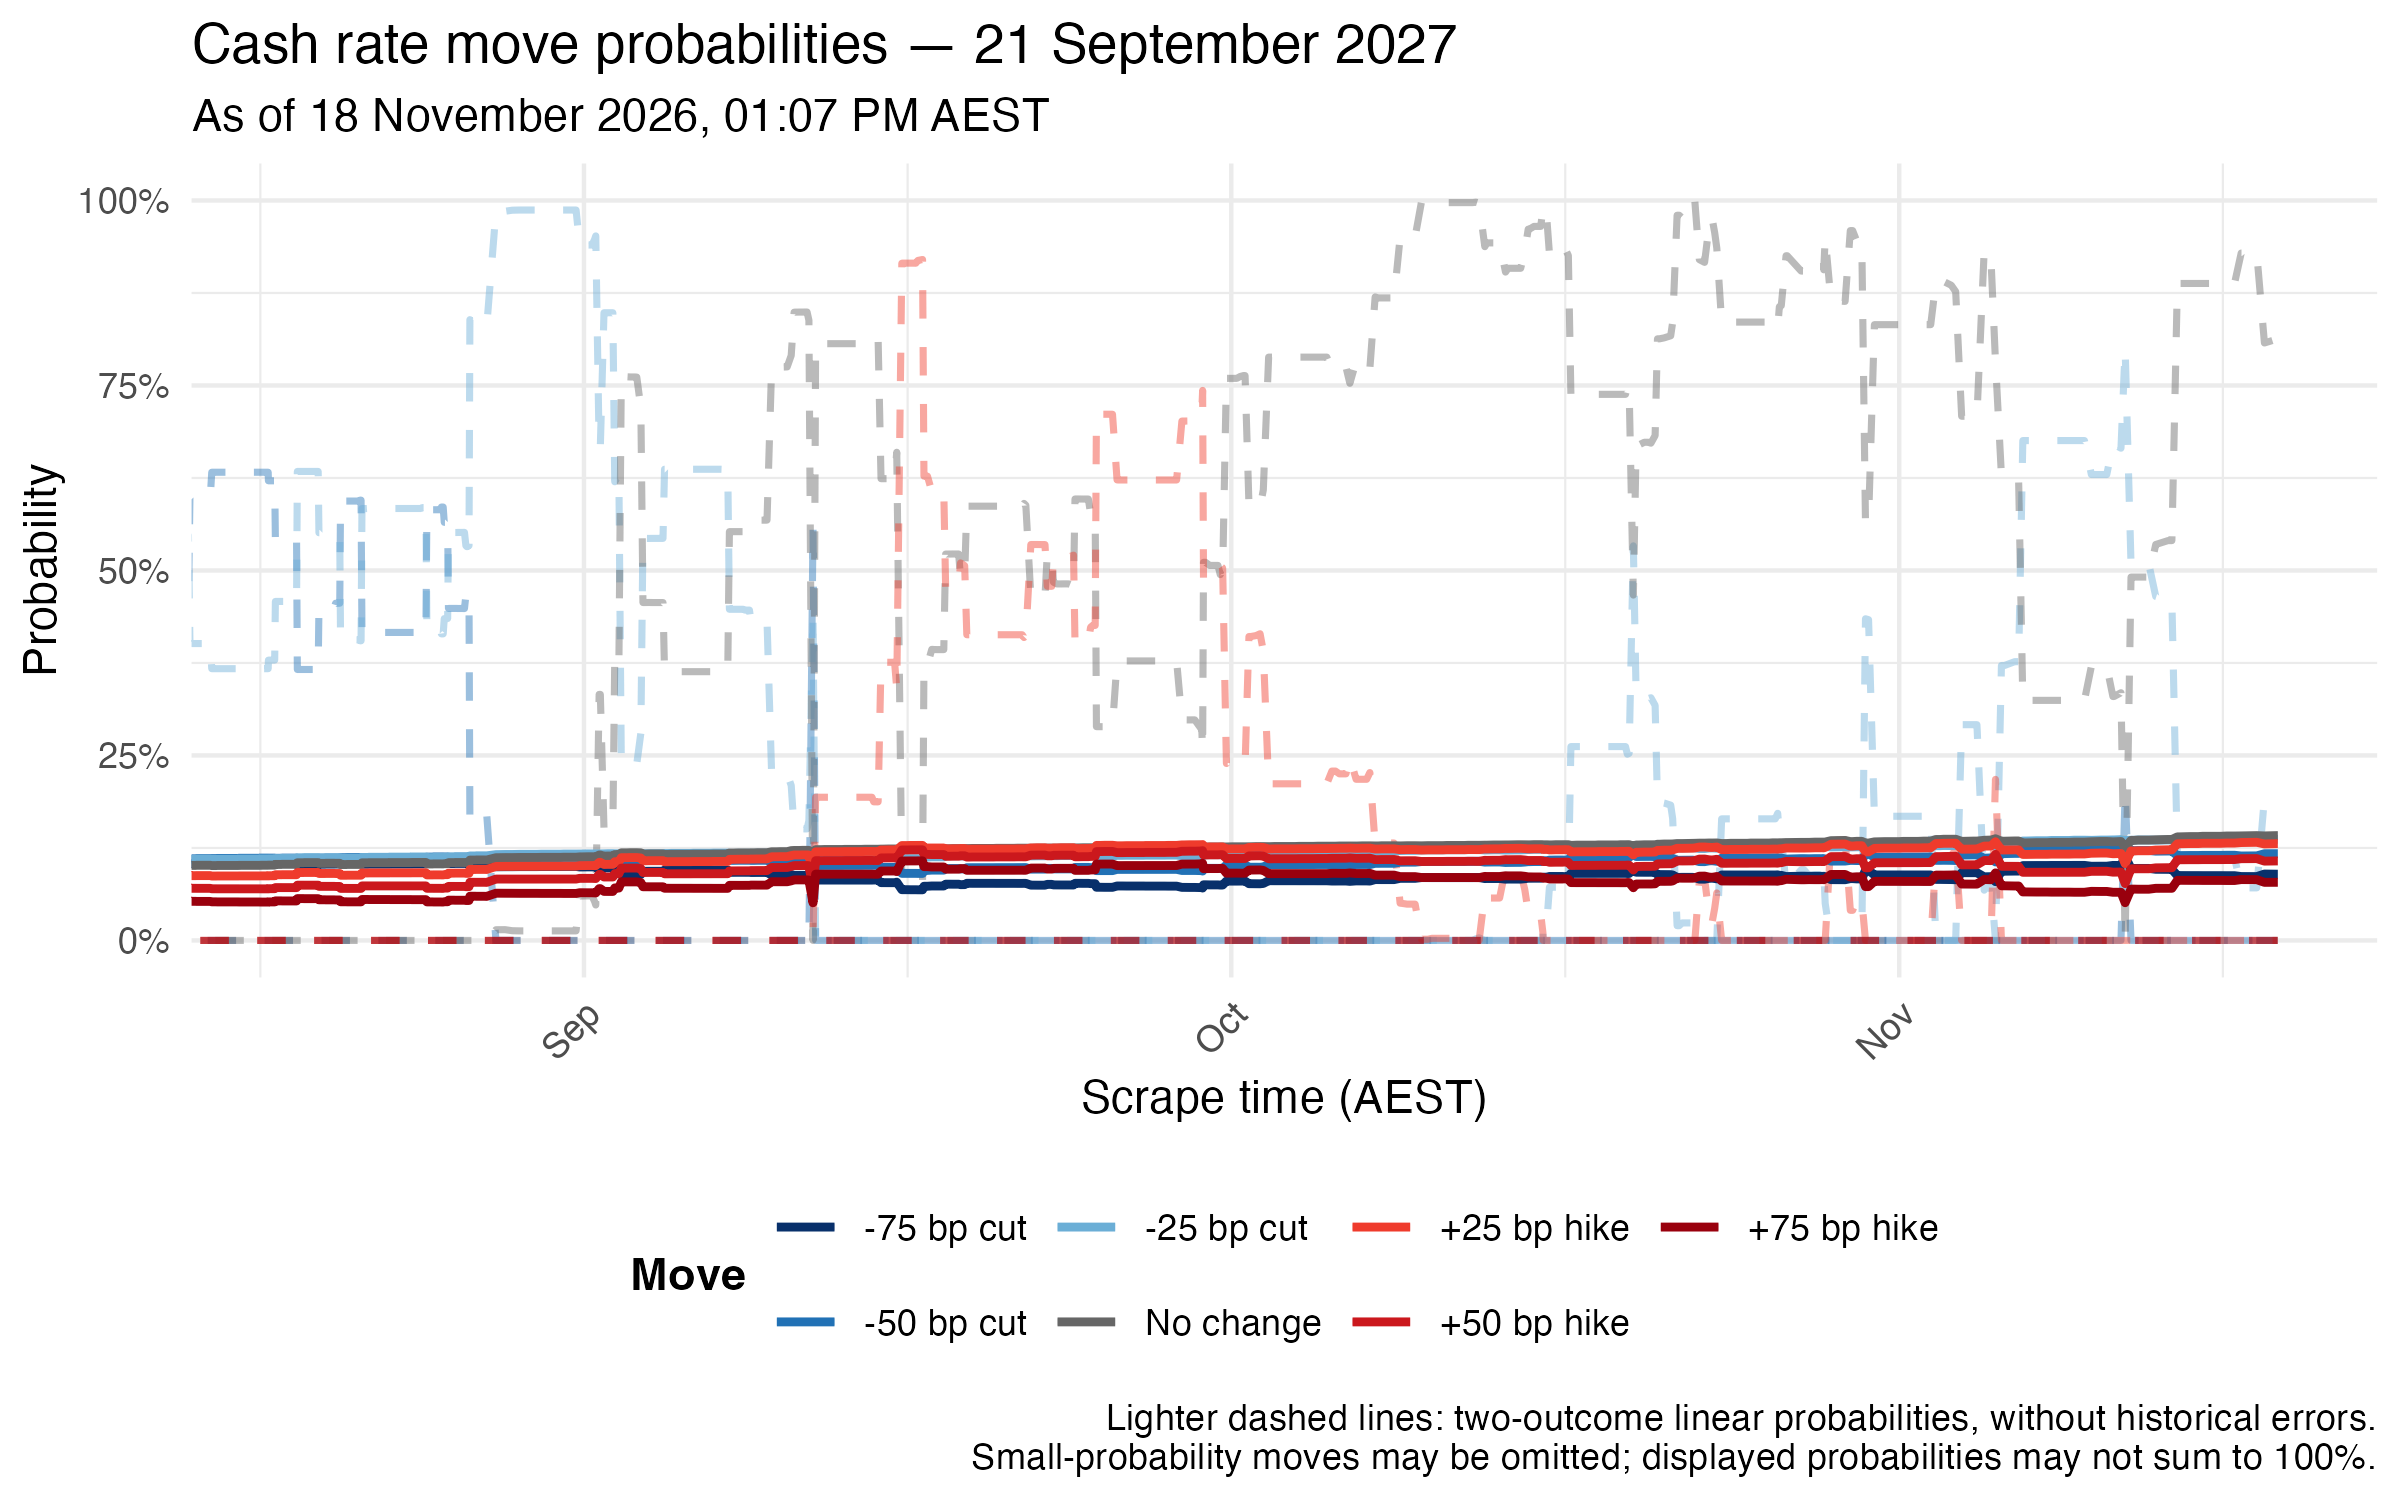 Cash rate move probabilities — 21 September 2027
As of 18 November 2026, 01:07 PM AEST
Probability
100%
75%
50%
25%
0%
Sep
Oct
Nov
Scrape time (AEST)
Move
-75 bp cut
-25 bp cut
+25 bp hike
+75 bp hike
-50 bp cut
No change
+50 bp hike
Lighter dashed lines: two-outcome linear probabilities, without historical errors.
Small-probability moves may be omitted; displayed probabilities may not sum to 100%.